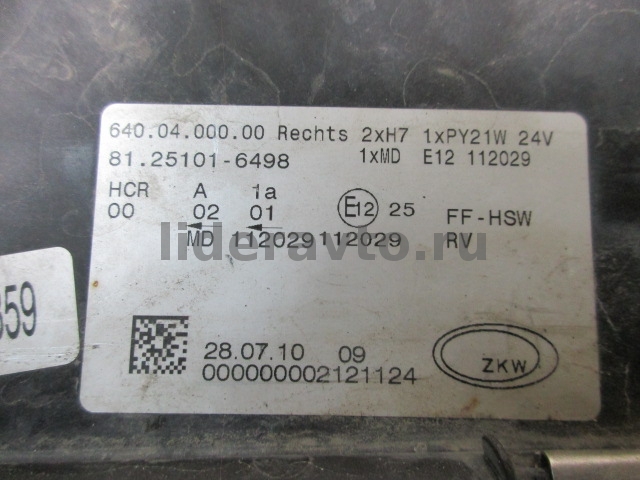 640.04.000.00 Rechts 2xH7 1xPY21W 24V
81.25101-6498 1xMD E12 112029
HCR A 1a
00 02 01 E12 25 FF-HSW
MD 112029112029 RV
lideravto.ru
359
28.07.10 09
000000002121124
ZKW